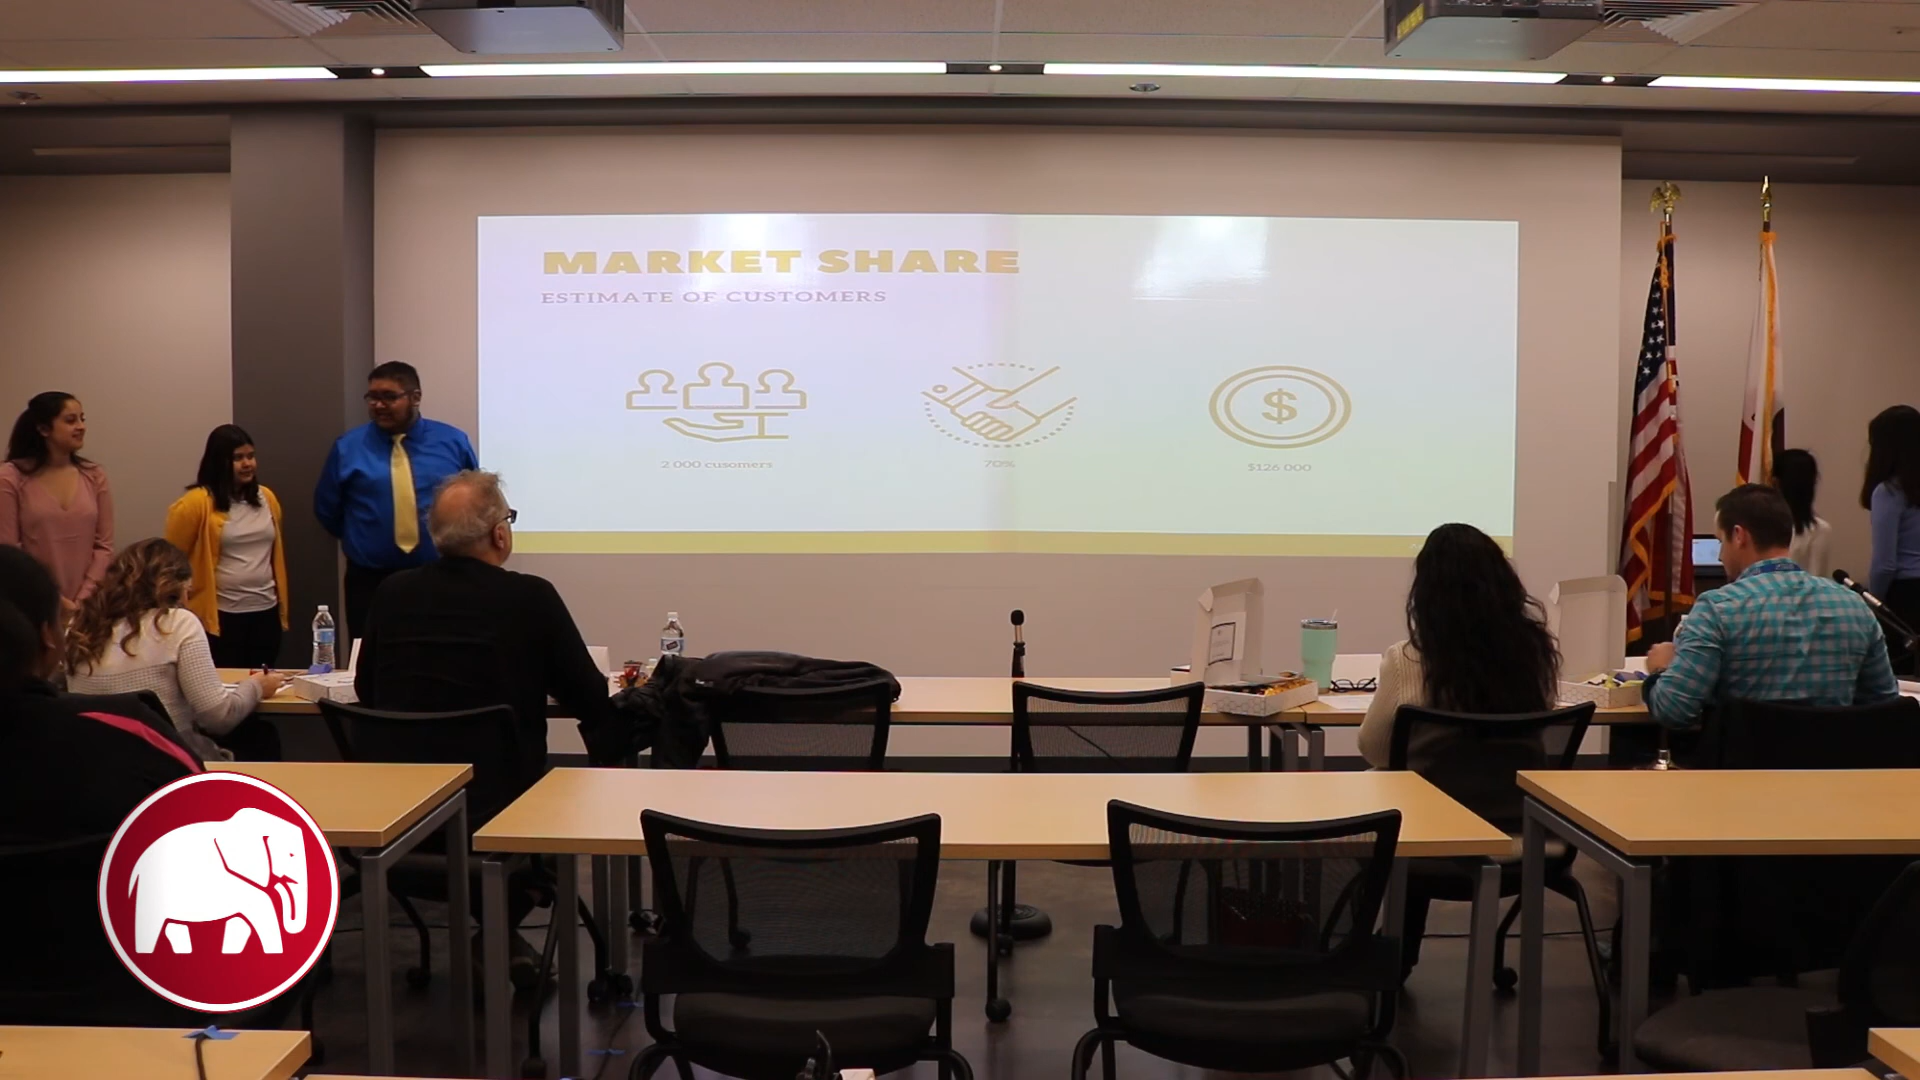 MARKET SHARE
ESTIMATE OF CUSTOMERS
$
2 000 cusomers
70%
$126 000